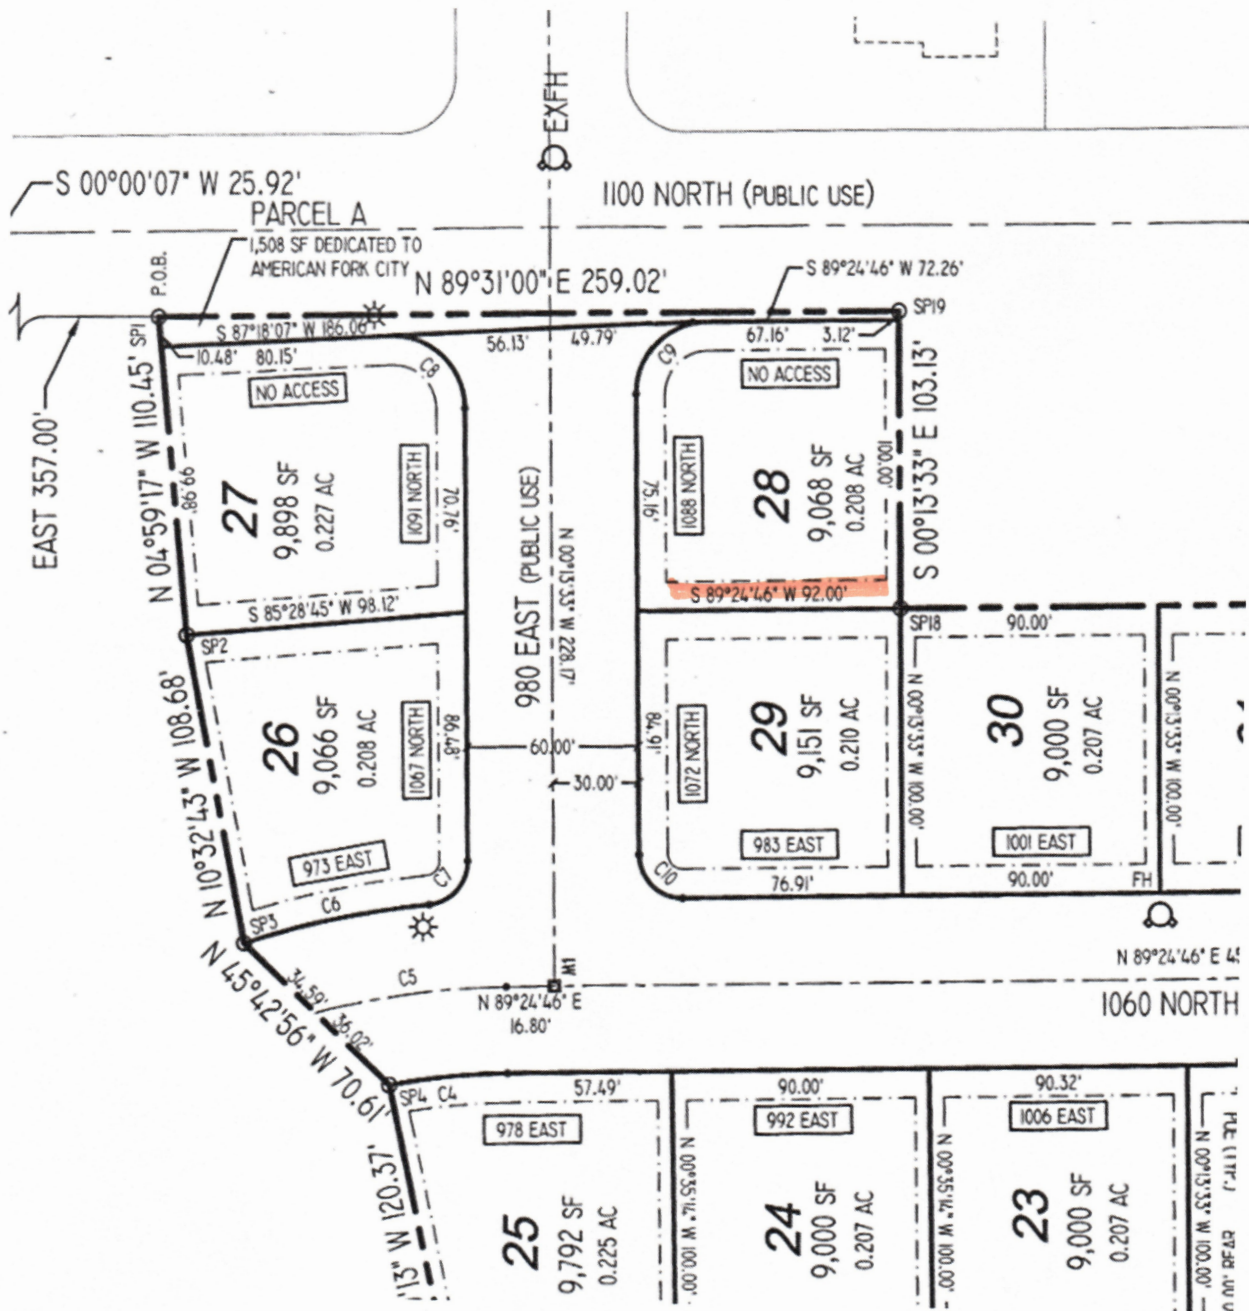 EXFH
S 00°00'07" W 25.92'
1100 NORTH (PUBLIC USE)
PARCEL A
1,508 SF DEDICATED TO
AMERICAN FORK CITY
P.O.B.
N 89°31'00" E 259.02'
S 89°24'46" W 72.26'
SP1
SP19
S 87°18'07" W 186.06'
10.48'
80.15'
56.13'
49.79'
67.16'
3.12'
C8
C9
NO ACCESS
NO ACCESS
EAST 357.00'
N 04°59'17" W 110.45'
99.98'
27
9,898 SF
0.227 AC
1091 NORTH
70.76'
980 EAST (PUBLIC USE)
N 00°13'33" W 228.17'
75.16'
1088 NORTH
28
9,068 SF
0.208 AC
100.00'
S 00°13'33" E 103.13'
S 85°28'45" W 98.12'
S 89°24'46" W 92.00'
SP2
SP18
90.00'
N 10°32'43" W 108.68'
26
9,066 SF
0.208 AC
1067 NORTH
86.48'
60.00'
30.00'
84.91'
1072 NORTH
29
9,151 SF
0.210 AC
N 00°13'33" W 100.00'
30
9,000 SF
0.207 AC
N 00°13'33" W 100.00'
973 EAST
983 EAST
1001 EAST
C7
C10
76.91'
90.00'
FH
C6
SP3
N 45°42'56" W 70.61'
34.59'
36.02'
C5
W1
N 89°24'46" E
16.80'
N 89°24'46" E 45
1060 NORTH
SP4
C4
57.49'
90.00'
90.32'
978 EAST
992 EAST
1006 EAST
'13" W 120.37'
25
9,792 SF
0.225 AC
N 00°35'14" W 100.00'
24
9,000 SF
0.207 AC
N 00°35'14" W 100.00'
23
9,000 SF
0.207 AC
N 00°13'33" W 100.00'
PUE (TYP.)
REAR